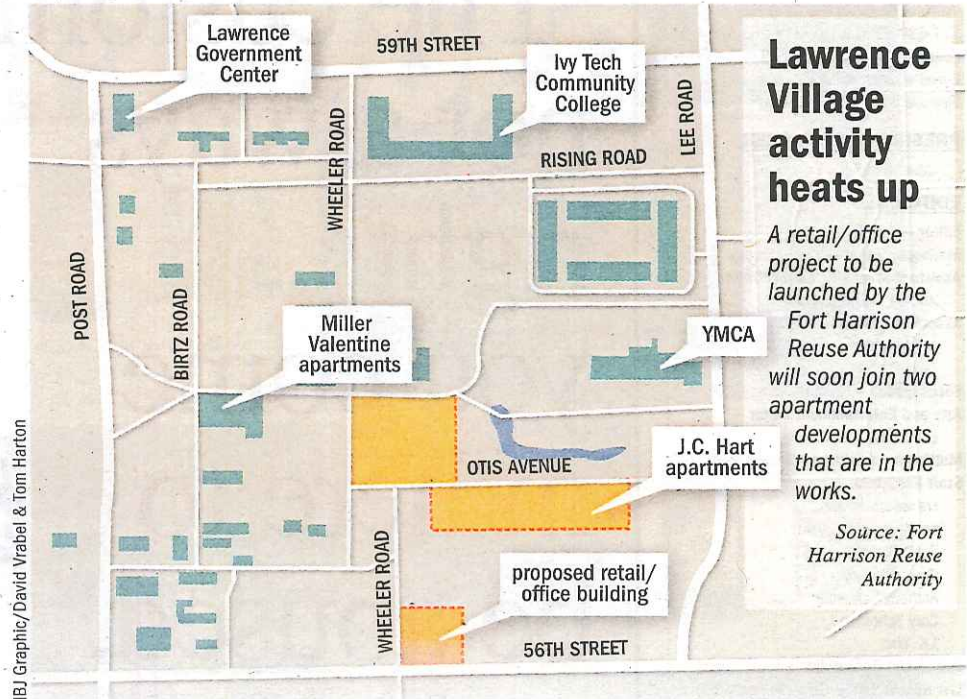 Lawrence
Government
Center
59TH STREET
Ivy Tech
Community
College
WHEELER ROAD
LEE ROAD
RISING ROAD
POST ROAD
BIRTZ ROAD
Miller
Valentine
apartments
YMCA
OTIS AVENUE
J.C. Hart
apartments
WHEELER ROAD
proposed retail/
office building
56TH STREET
Lawrence
Village
activity
heats up
A retail/office
project to be
launched by the
Fort Harrison
Reuse Authority
will soon join two
apartment
developments
that are in the
works.
Source: Fort
Harrison Reuse
Authority
IBJ Graphic/David Vrabel & Tom Harton